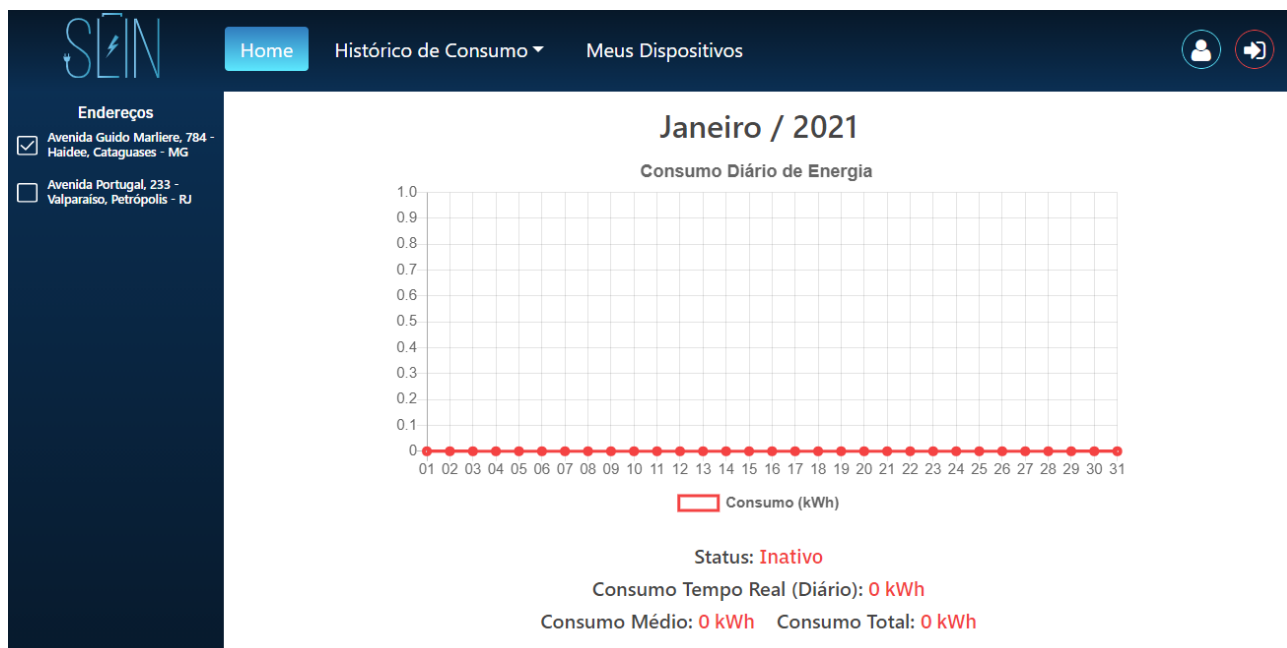 SEIN
Home
Histórico de Consumo
Meus Dispositivos
Endereços
Avenida Guido Marliere, 784 -
Haidee, Cataguases - MG
Avenida Portugal, 233 -
Valparaíso, Petrópolis - RJ
Janeiro / 2021
Consumo Diário de Energia
1.0
0.9
0.8
0.7
0.6
0.5
0.4
0.3
0.2
0.1
0
01 02 03 04 05 06 07 08 09 10 11 12 13 14 15 16 17 18 19 20 21 22 23 24 25 26 27 28 29 30 31
Consumo (kWh)
Status: Inativo
Consumo Tempo Real (Diário): 0 kWh
Consumo Médio: 0 kWh Consumo Total: 0 kWh